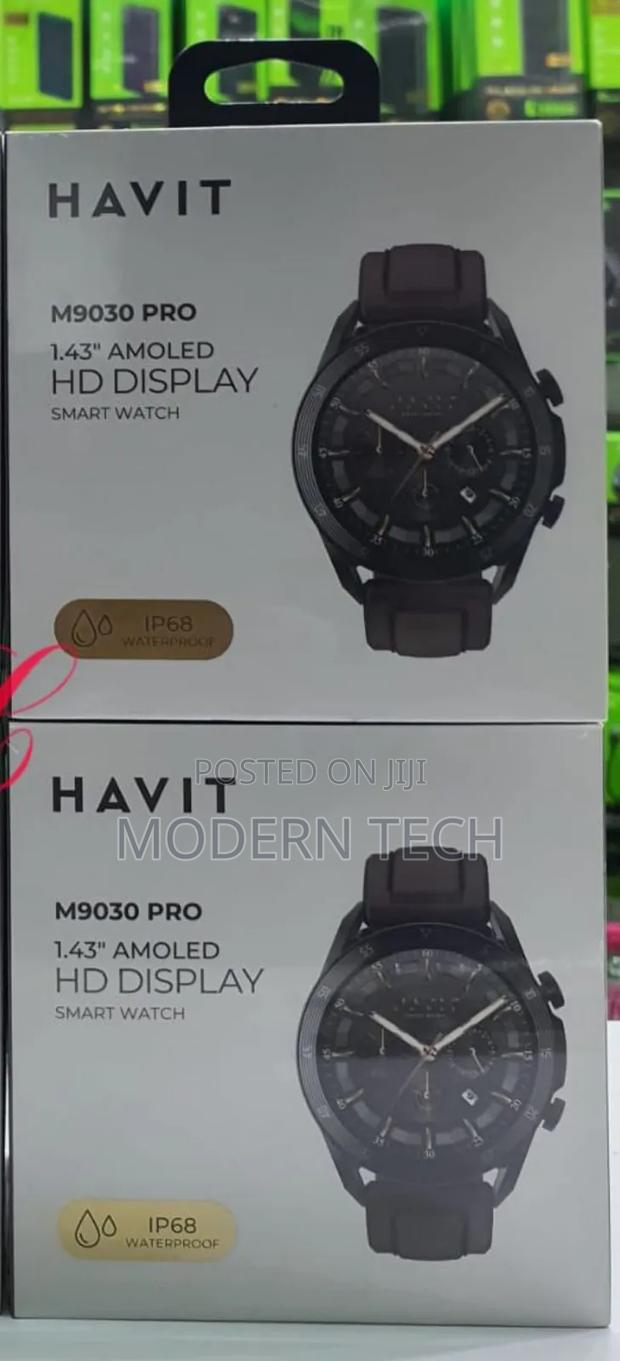 HAVIT
M9030 PRO
1.43" AMOLED
HD DISPLAY
SMART WATCH
IP68
WATERPROOF
POSTED ON JIJI
HAVIT
MODERN TECH
M9030 PRO
1.43" AMOLED
HD DISPLAY
SMART WATCH
IP68
WATERPROOF